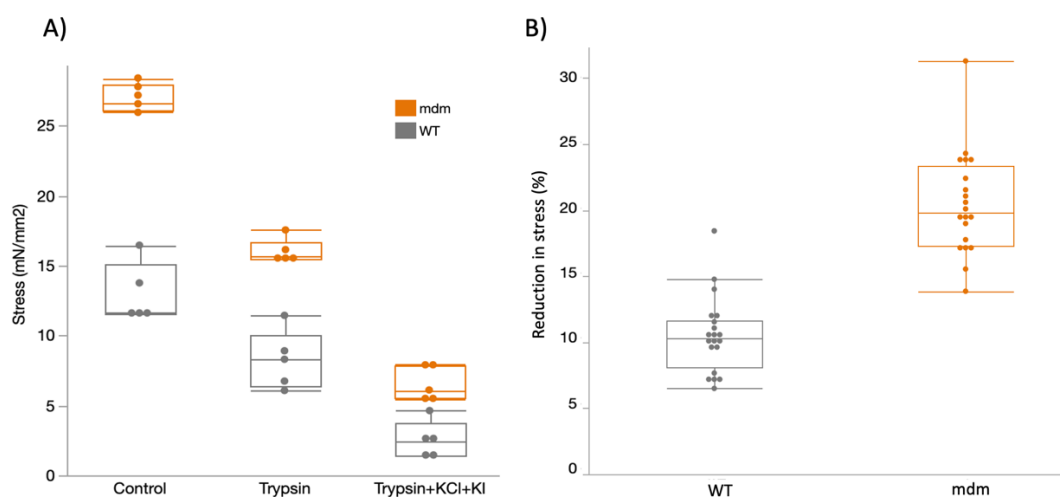 A)
mdm
WT
Stress (mN/mm2)
25
20
15
10
5
0
Control
Trypsin
Trypsin+KCl+KI
B)
Reduction in stress (%)
30
25
20
15
10
5
0
WT
mdm